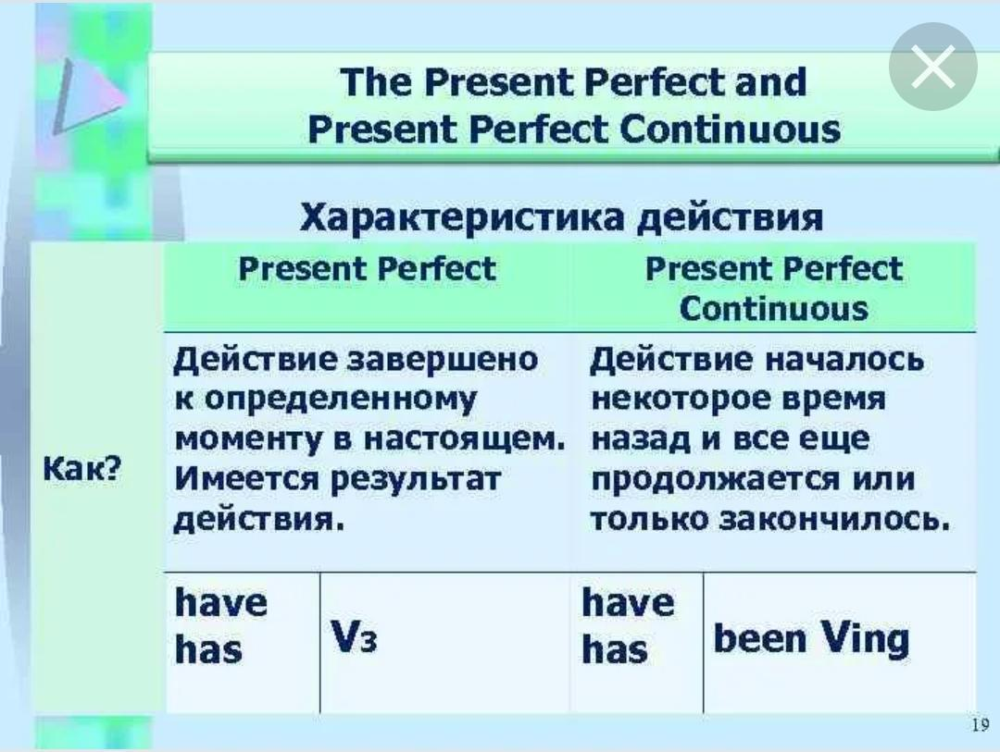 The Present Perfect and
Present Perfect Continuous
Характеристика действия
Present Perfect
Present Perfect
Continuous
Как?
Действие завершено
к определенному
моменту в настоящем.
Имеется результат
действия.
Действие началось
некоторое время
назад и все еще
продолжается или
только закончилось.
have
has
V3
have
has
been Ving
19